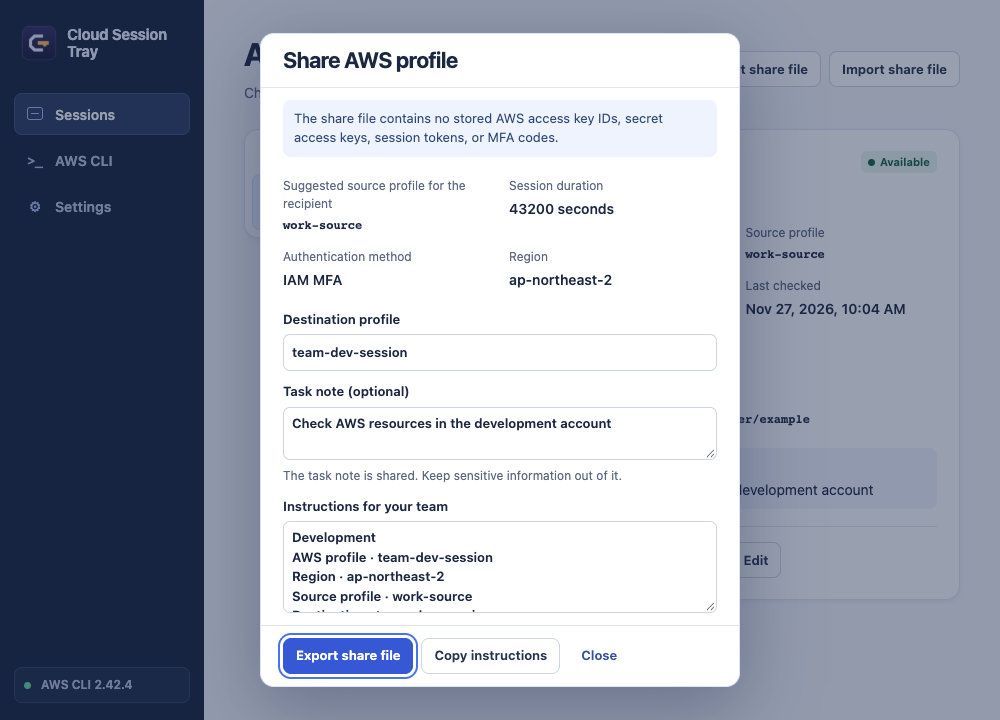 Cloud Session
Tray
Sessions
>_ AWS CLI
Settings
AWS CLI 2.42.4
Share AWS profile
The share file contains no stored AWS access key IDs, secret
access keys, session tokens, or MFA codes.
Suggested source profile for the
recipient
work-source
Session duration
43200 seconds
Authentication method
IAM MFA
Region
ap-northeast-2
Destination profile
team-dev-session
Task note (optional)
Check AWS resources in the development account
The task note is shared. Keep sensitive information out of it.
Instructions for your team
Development
AWS profile · team-dev-session
Region · ap-northeast-2
Source profile · work-source
Export share file
Copy instructions
Close
share file
Import share file
Available
Source profile
work-source
Last checked
Nov 27, 2026, 10:04 AM
/example
account
Edit